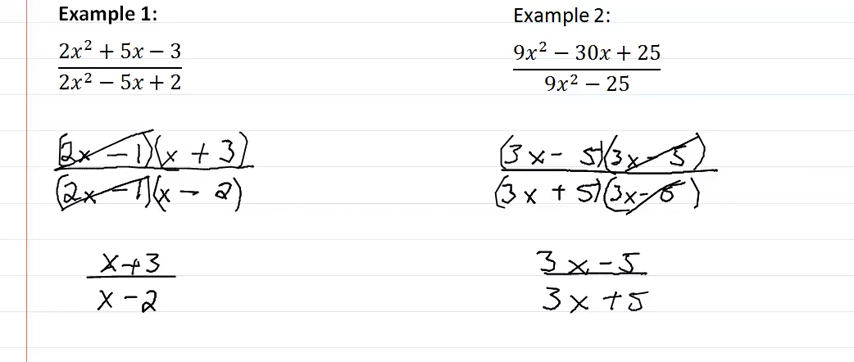 Example 1:
2x² + 5x − 3
2x² − 5x + 2
(2x − 1)(x + 3)
(2x − 1)(x − 2)
x + 3
x − 2
Example 2:
9x² − 30x + 25
9x² − 25
(3x − 5)(3x − 5)
(3x + 5)(3x − 5)
3x − 5
3x + 5